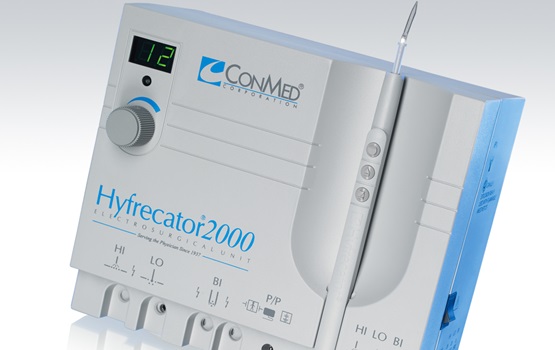 12
CONMED®
CORPORATION
Hyfrecator®2000
ELECTROSURGICAL UNIT
Serving the Physician Since 1937
HI
LO
BI
P/P
HI LO BI